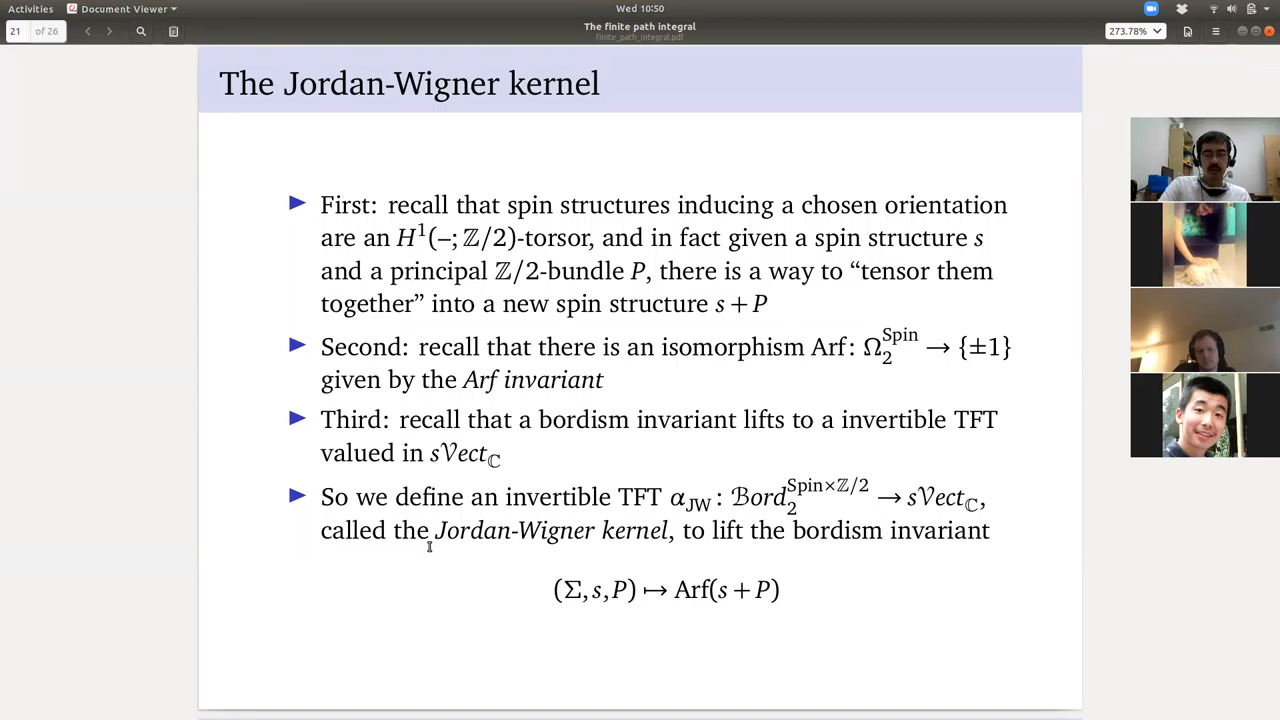 Activities
Document Viewer
Wed 10:50
21 of 26
The finite path integral
finite_path_integral.pdf
273.78%
The Jordan-Wigner kernel
First: recall that spin structures inducing a chosen orientation
are an H¹(–; ℤ/2)-torsor, and in fact given a spin structure s
and a principal ℤ/2-bundle P, there is a way to “tensor them
together” into a new spin structure s + P
Second: recall that there is an isomorphism Arf: Ω₂^Spin → {±1}
given by the Arf invariant
Third: recall that a bordism invariant lifts to a invertible TFT
valued in sVect_ℂ
So we define an invertible TFT α_JW : Bord₂^{Spin×ℤ/2} → sVect_ℂ,
called the Jordan-Wigner kernel, to lift the bordism invariant
(Σ, s, P) ↦ Arf(s + P)